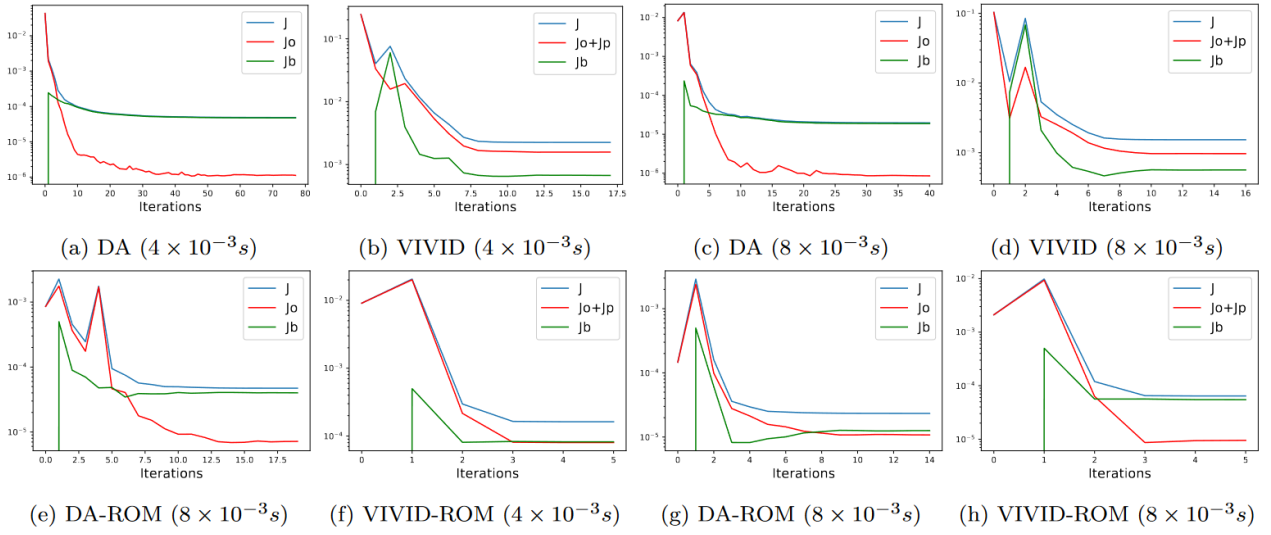 J
Jo
Jb
10⁻²
10⁻³
10⁻⁴
10⁻⁵
10⁻⁶
0 10 20 30 40 50 60 70 80
Iterations
(a) DA (4 × 10⁻³s)
J
Jo+Jp
Jb
10⁻¹
10⁻²
10⁻³
0.0 2.5 5.0 7.5 10.0 12.5 15.0 17.5
Iterations
(b) VIVID (4 × 10⁻³s)
J
Jo
Jb
10⁻²
10⁻³
10⁻⁴
10⁻⁵
10⁻⁶
0 5 10 15 20 25 30 35 40
Iterations
(c) DA (8 × 10⁻³s)
J
Jo+Jp
Jb
10⁻¹
10⁻²
10⁻³
0 2 4 6 8 10 12 14 16
Iterations
(d) VIVID (8 × 10⁻³s)
J
Jo
Jb
10⁻³
10⁻⁴
10⁻⁵
0.0 2.5 5.0 7.5 10.0 12.5 15.0 17.5
Iterations
(e) DA-ROM (8 × 10⁻³s)
J
Jo+Jp
Jb
10⁻²
10⁻³
10⁻⁴
0 1 2 3 4 5
Iterations
(f) VIVID-ROM (4 × 10⁻³s)
J
Jo
Jb
10⁻³
10⁻⁴
10⁻⁵
0 2 4 6 8 10 12 14
Iterations
(g) DA-ROM (8 × 10⁻³s)
J
Jo+Jp
Jb
10⁻²
10⁻³
10⁻⁴
10⁻⁵
0 1 2 3 4 5
Iterations
(h) VIVID-ROM (8 × 10⁻³s)